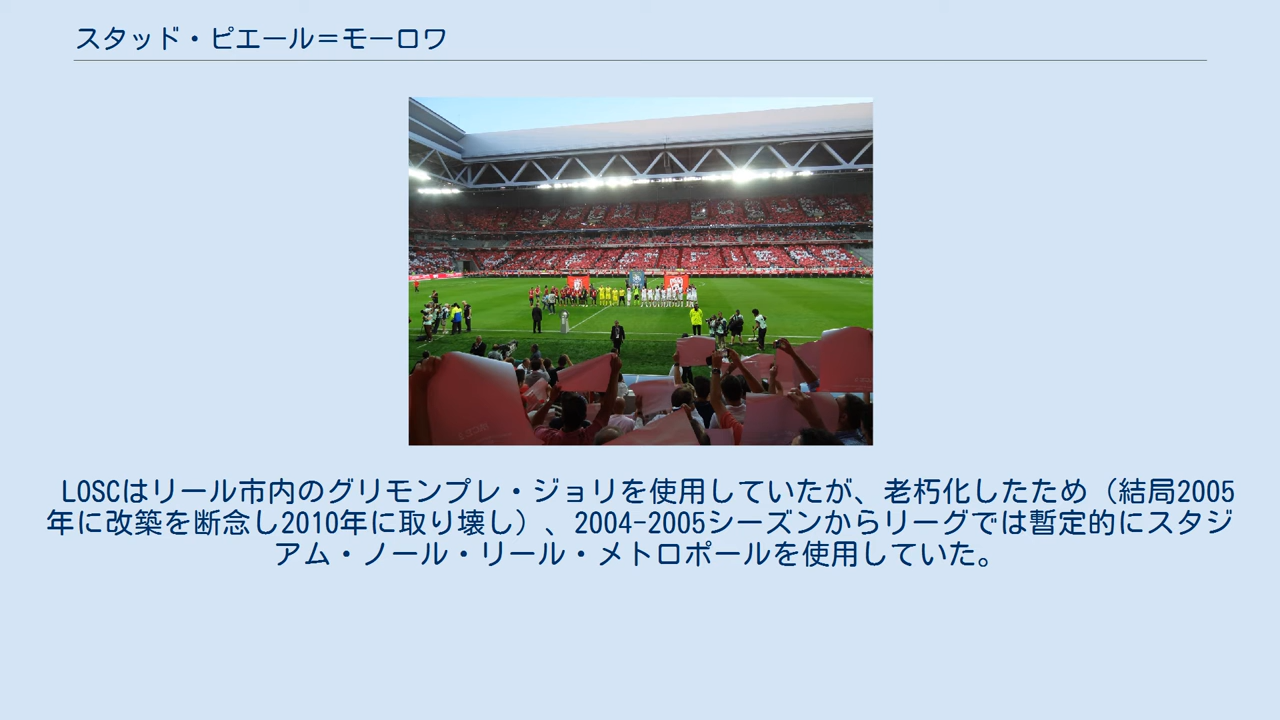 スタッド・ピエール＝モーロワ
LOSCはリール市内のグリモンプレ・ジョリを使用していたが、老朽化したため（結局2005
年に改築を断念し2010年に取り壊し）、2004-2005シーズンからリーグでは暫定的にスタジ
アム・ノール・リール・メトロポールを使用していた。